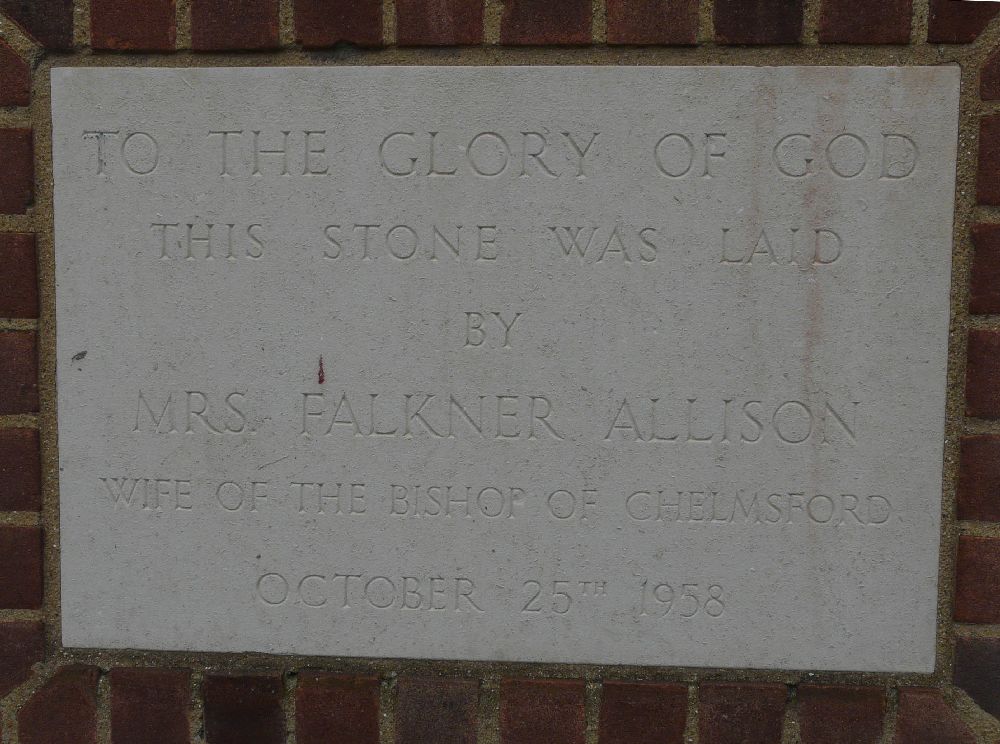 TO THE GLORY OF GOD
THIS STONE WAS LAID
BY
MRS. FALKNER ALLISON
WIFE OF THE BISHOP OF CHELMSFORD
OCTOBER 25TH 1958